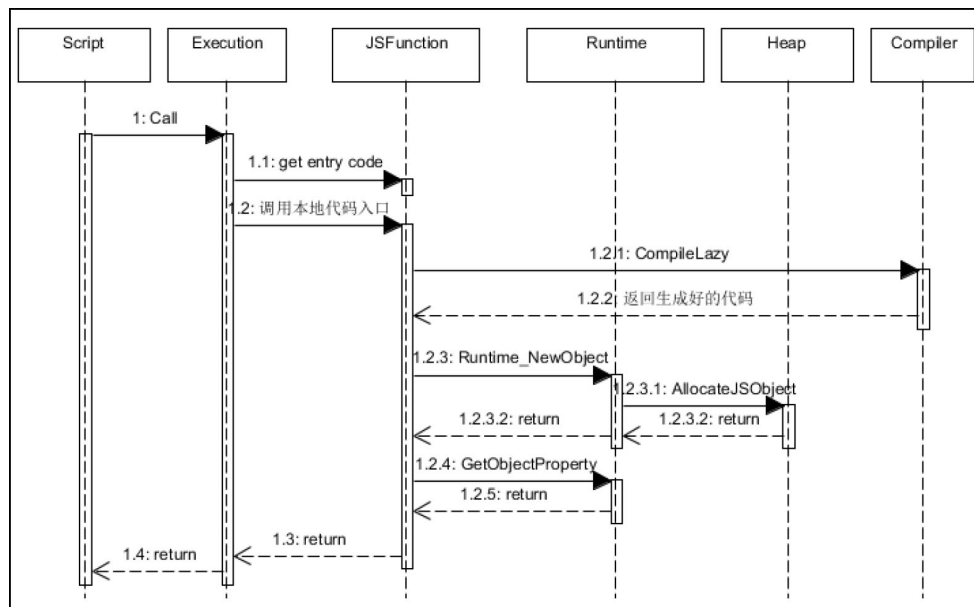 Script
Execution
JSFunction
Runtime
Heap
Compiler
1: Call
1.1: get entry code
1.2: 调用本地代码入口
1.2.1: CompileLazy
1.2.2: 返回生成好的代码
1.2.3: Runtime_NewObject
1.2.3.1: AllocateJSObject
1.2.3.2: return
1.2.3.2: return
1.2.4: GetObjectProperty
1.2.5: return
1.3: return
1.4: return